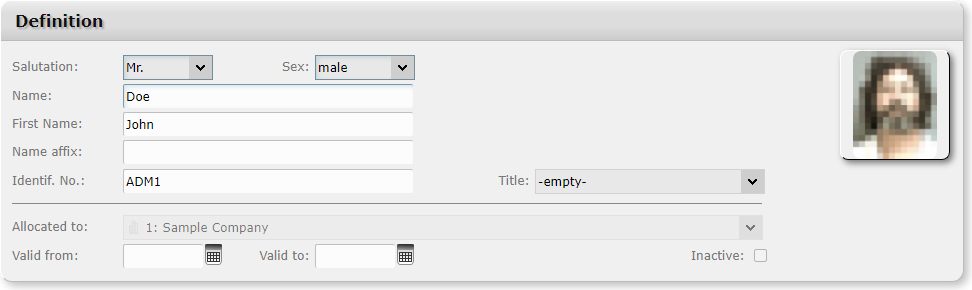 Definition
Salutation: Mr. Sex: male
Name: Doe
First Name: John
Name affix:
Identif. No.: ADM1 Title: -empty-
Allocated to: 1: Sample Company
Valid from: Valid to: Inactive: